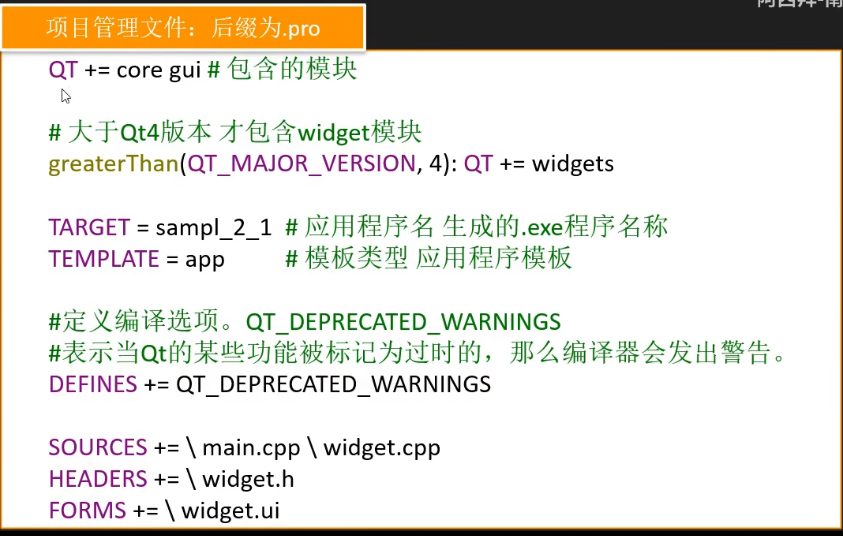 项目管理文件：后缀为.pro
QT += core gui # 包含的模块
# 大于Qt4版本 才包含widget模块
greaterThan(QT_MAJOR_VERSION, 4): QT += widgets
TARGET = sampl_2_1 # 应用程序名 生成的.exe程序名称
TEMPLATE = app # 模板类型 应用程序模板
#定义编译选项。QT_DEPRECATED_WARNINGS
#表示当Qt的某些功能被标记为过时的，那么编译器会发出警告。
DEFINES += QT_DEPRECATED_WARNINGS
SOURCES += \ main.cpp \ widget.cpp
HEADERS += \ widget.h
FORMS += \ widget.ui